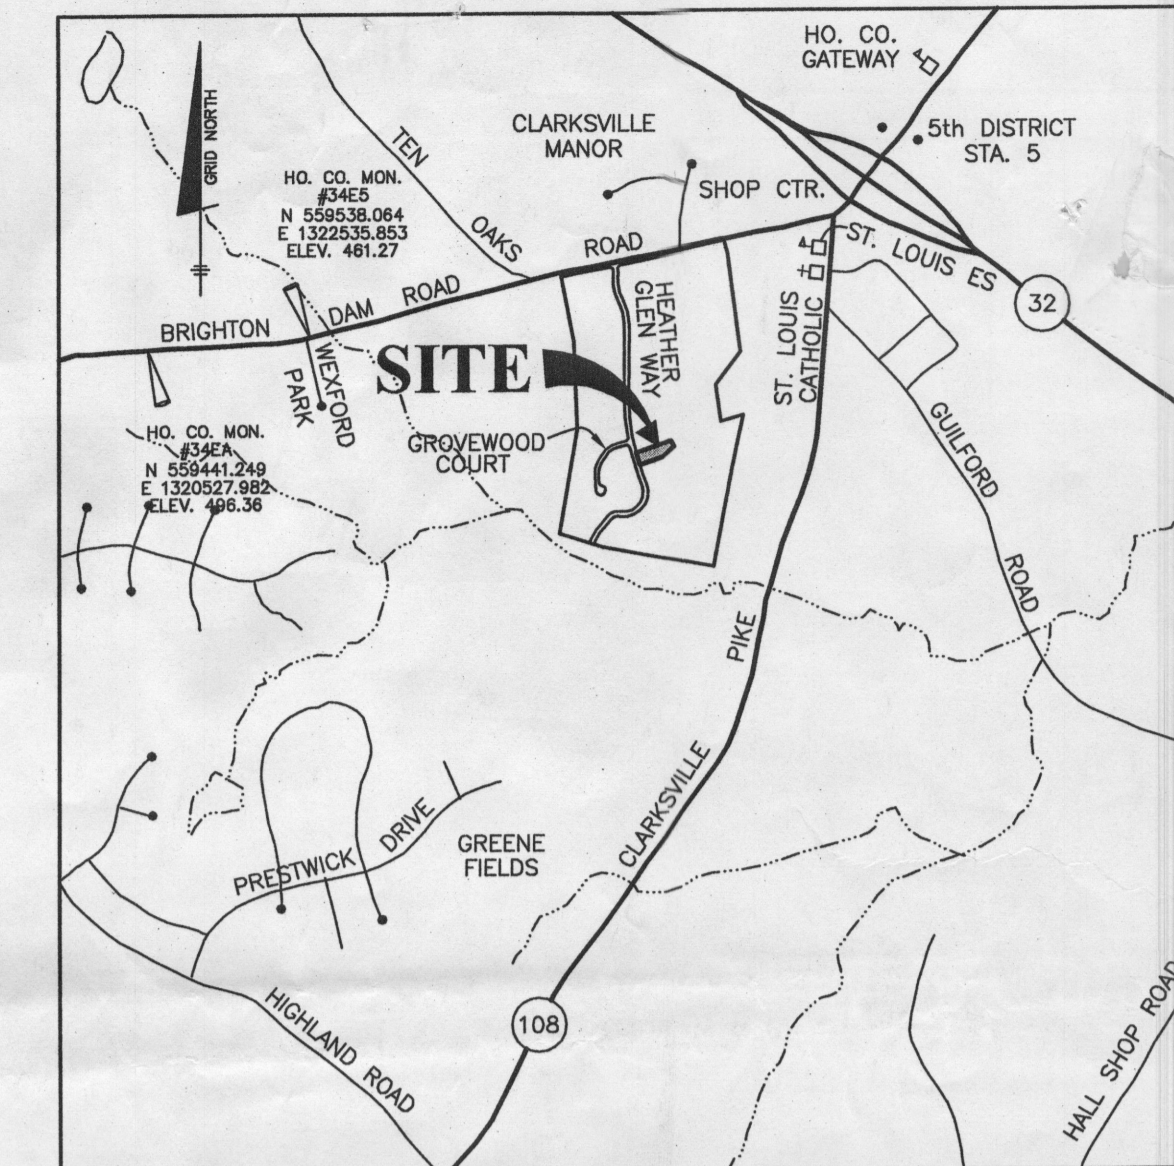 HO. CO.
GATEWAY
5th DISTRICT
STA. 5
CLARKSVILLE
MANOR
SHOP CTR.
GRID NORTH
TEN
OAKS
ROAD
HO. CO. MON.
#34E5
N 559538.064
E 1322535.853
ELEV. 461.27
ST. LOUIS ES
32
BRIGHTON
DAM
ROAD
HEATHER
GLEN WAY
ST. LOUIS
CATHOLIC
WEXFORD
PARK
SITE
GROVEWOOD
COURT
GUILFORD
ROAD
HO. CO. MON.
#34EA
N 559441.249
E 1320527.982
ELEV. 496.36
CLARKSVILLE
PIKE
PRESTWICK
DRIVE
GREENE
FIELDS
108
HIGHLAND ROAD
HALL SHOP ROAD